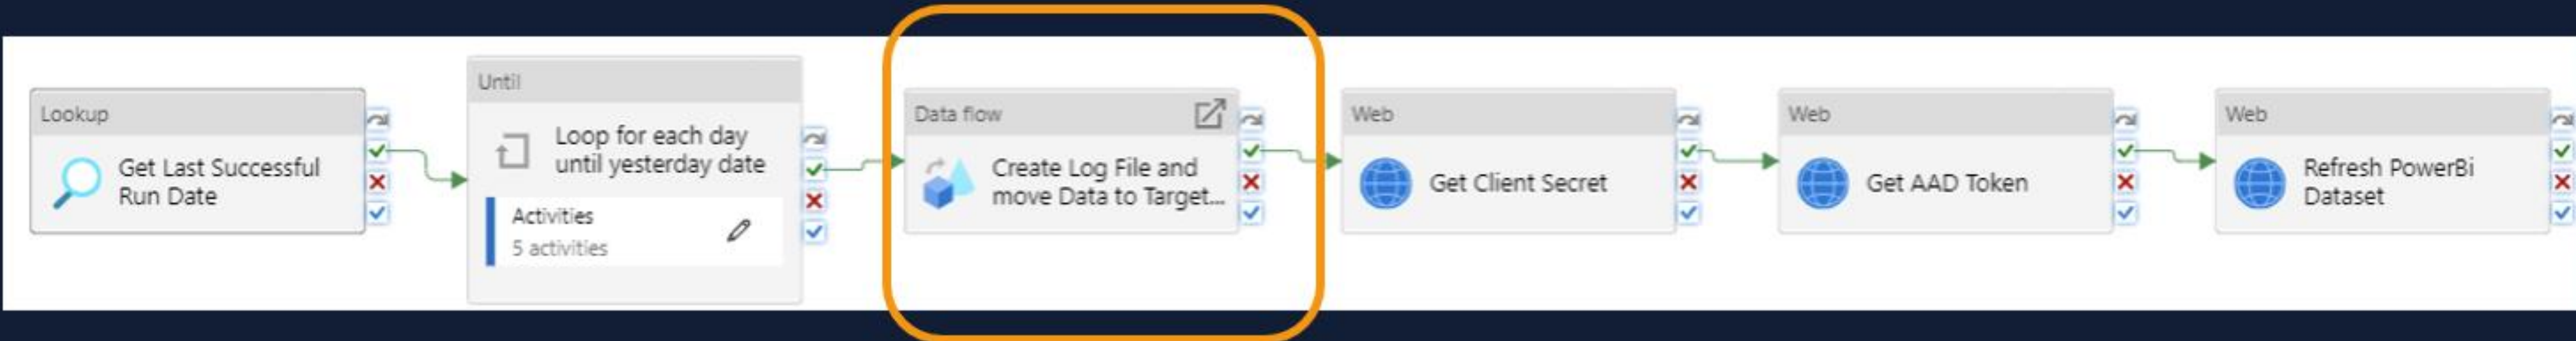 Lookup
Get Last Successful
Run Date
Until
Loop for each day
until yesterday date
Activities
5 activities
Data flow
Create Log File and
move Data to Target...
Web
Get Client Secret
Web
Get AAD Token
Web
Refresh PowerBi
Dataset